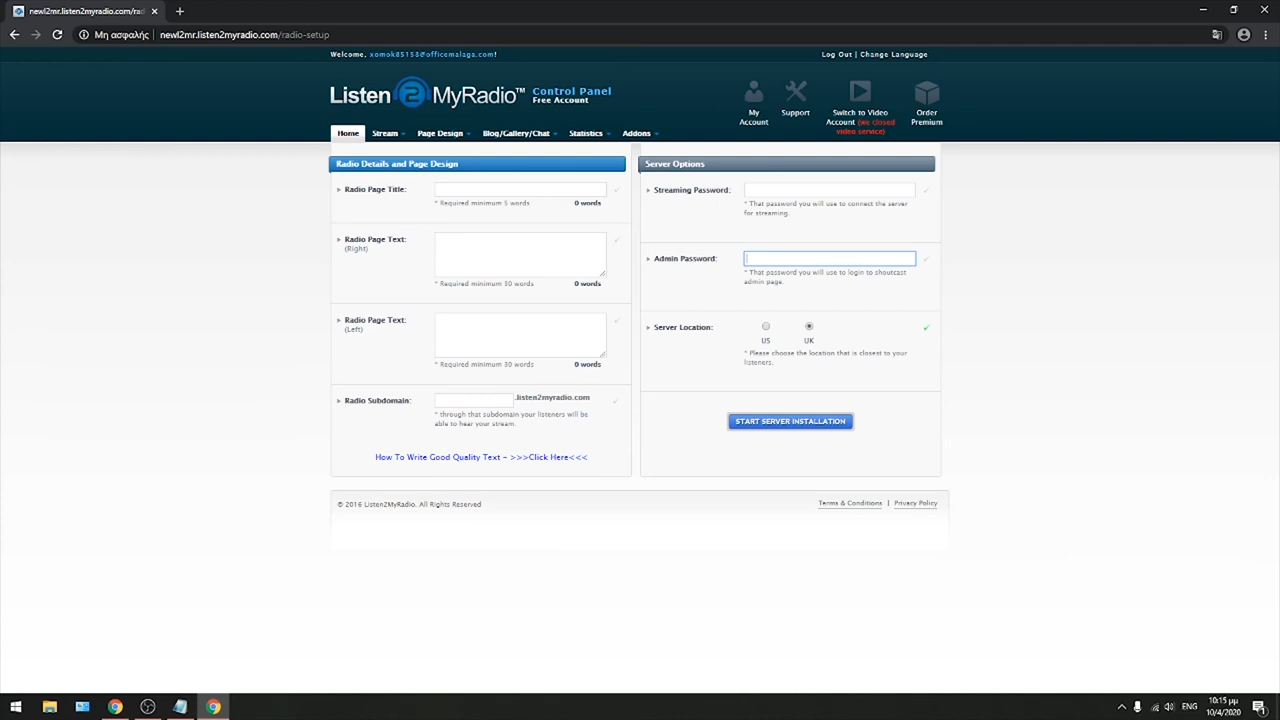 newl2mr.listen2myradio.com/rad
Μη ασφαλής
newl2mr.listen2myradio.com/radio-setup
Welcome, xomok85153@officemalaga.com!
Log Out | Change Language
Listen 2 MyRadio™
Control Panel
Free Account
My Account
Support
Switch to Video Account (we closed video service)
Order Premium
Home
Stream
Page Design
Blog/Gallery/Chat
Statistics
Addons
Radio Details and Page Design
Radio Page Title:
* Required minimum 5 words
0 words
Radio Page Text:
(Right)
* Required minimum 30 words
0 words
Radio Page Text:
(Left)
* Required minimum 30 words
0 words
Radio Subdomain:
.listen2myradio.com
* through that subdomain your listeners will be
able to hear your stream.
How To Write Good Quality Text - >>>Click Here<<<
Server Options
Streaming Password:
* That password you will use to connect the server
for streaming.
Admin Password:
* That password you will use to login to shoutcast
admin page.
Server Location:
US
UK
* Please choose the location that is closest to your
listeners.
START SERVER INSTALLATION
© 2016 Listen2MyRadio, All Rights Reserved
Terms & Conditions | Privacy Policy
ENG
10:15 πμ
10/4/2020